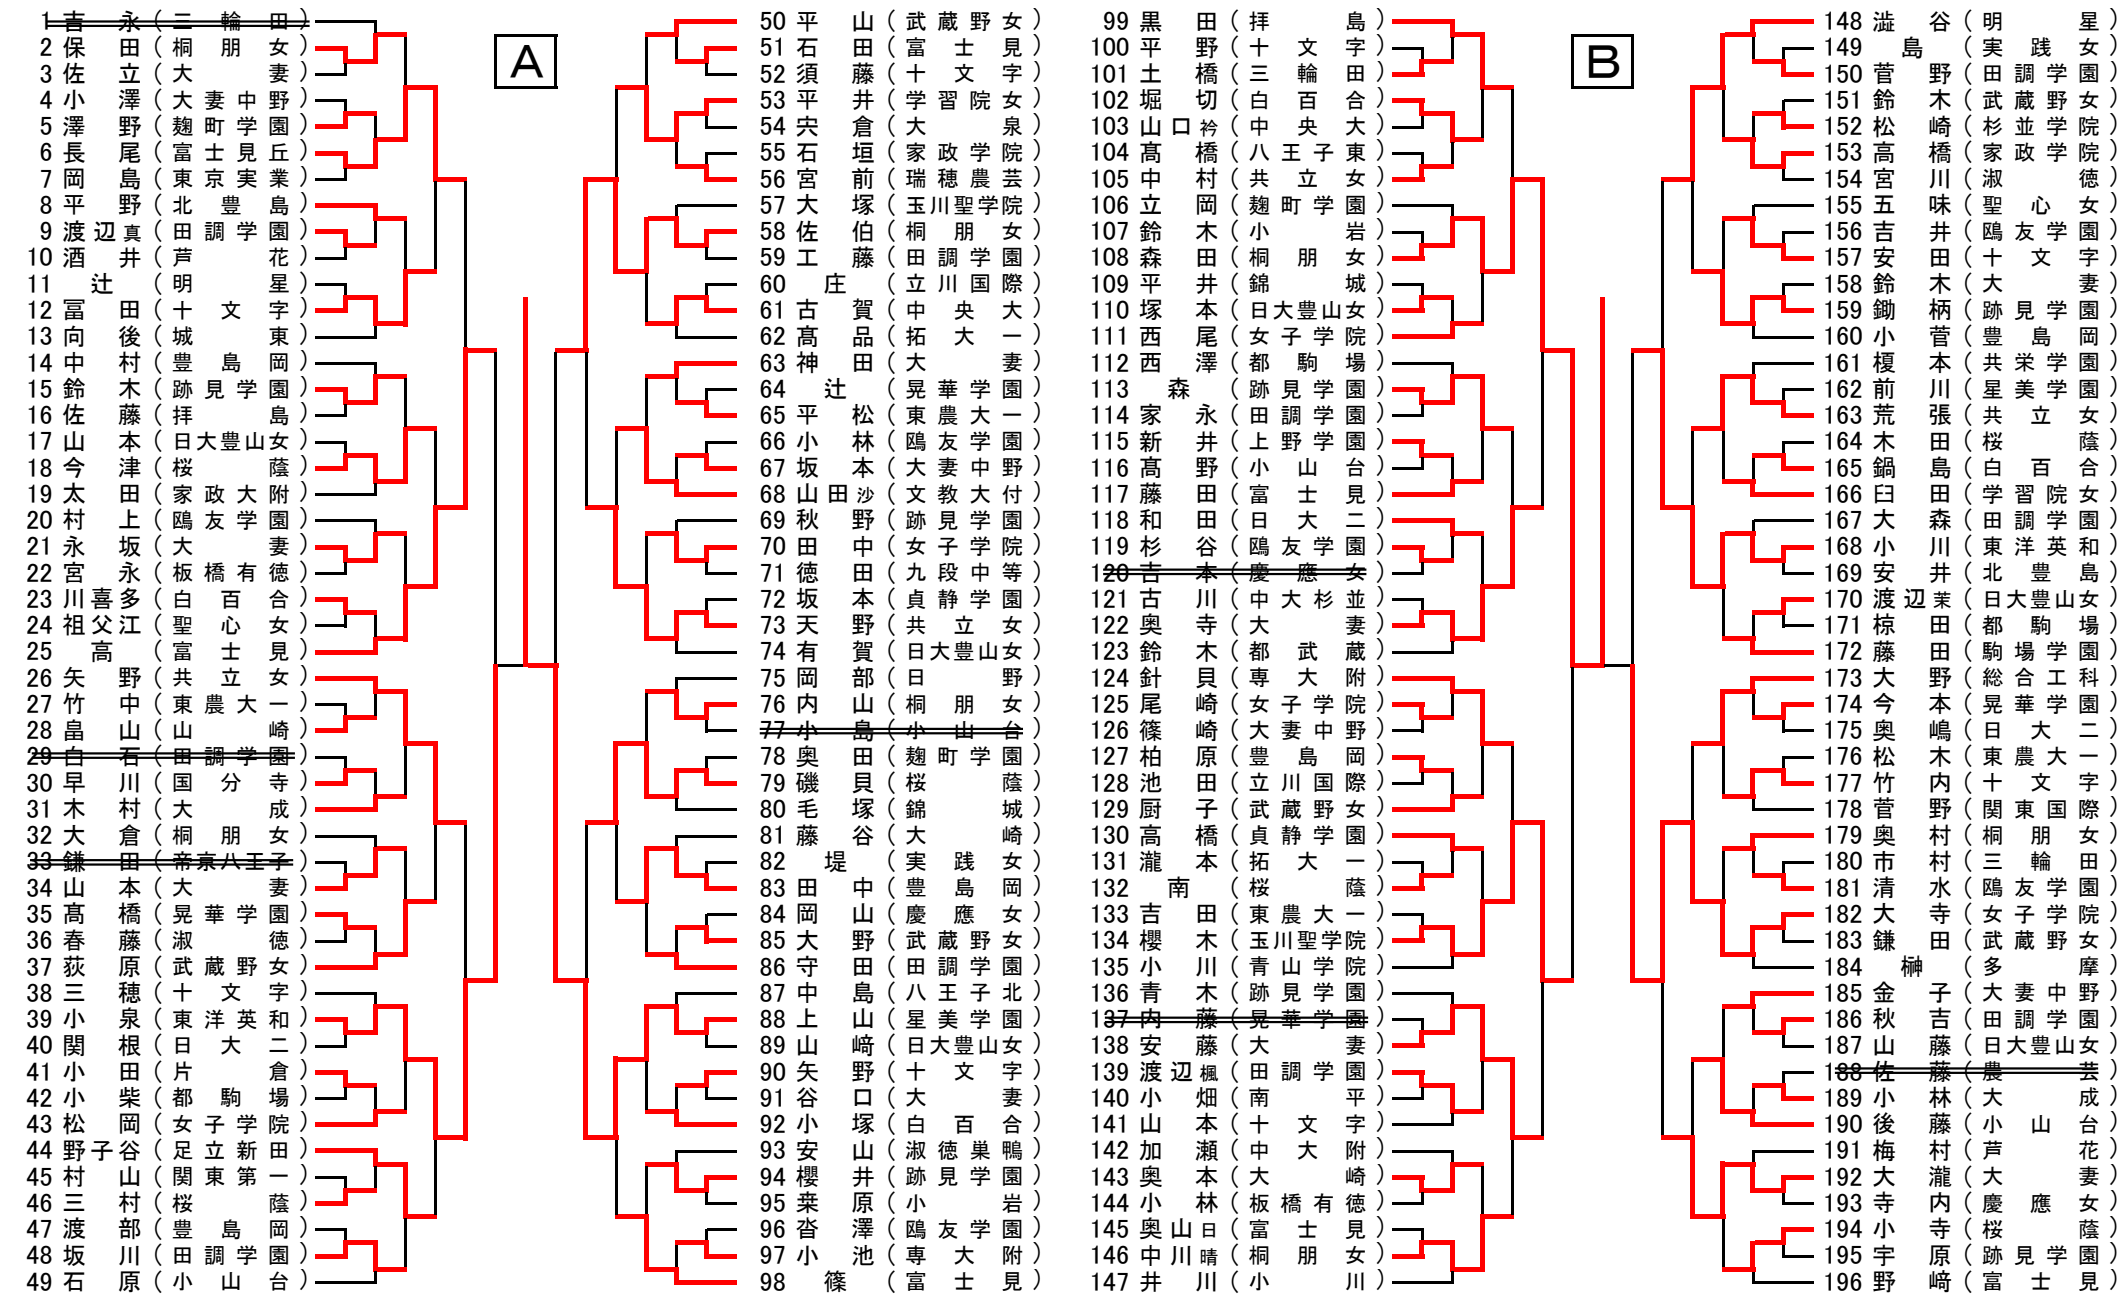 A
B
1 吉永(三輪田)
2 保田(桐朋女)
3 佐立(大妻)
4 小澤(大妻中野)
5 澤野(麹町学園)
6 長尾(富士見丘)
7 岡島(東京実業)
8 平野(北豊島)
9 渡辺真(田調学園)
10 酒井(芦花)
11 辻(明星)
12 冨田(十文字)
13 向後(城東)
14 中村(豊島岡)
15 鈴木(跡見学園)
16 佐藤(拝島)
17 山本(日大豊山女)
18 今津(桜蔭)
19 太田(家政大附)
20 村上(鴎友学園)
21 永坂(大妻)
22 宮永(板橋有徳)
23 川喜多(白百合)
24 祖父江(聖心女)
25 高(富士見)
26 矢野(共立女)
27 竹中(東農大一)
28 畠山(山崎)
29 白石(田調学園)
30 早川(国分寺)
31 木村(大成)
32 大倉(桐朋女)
33 鎌田(帝京八王子)
34 山本(大妻)
35 髙橋(晃華学園)
36 春藤(淑徳)
37 荻原(武蔵野女)
38 三穂(十文字)
39 小泉(東洋英和)
40 関根(日大二)
41 小田(片倉)
42 小柴(都駒場)
43 松岡(女子学院)
44 野子谷(足立新田)
45 村山(関東第一)
46 三村(桜蔭)
47 渡部(豊島岡)
48 坂川(田調学園)
49 石原(小山台)
50 平山(武蔵野女)
51 石田(富士見)
52 須藤(十文字)
53 平井(学習院女)
54 宍倉(大泉)
55 石垣(家政学院)
56 宮前(瑞穂農芸)
57 大塚(玉川聖学院)
58 佐伯(桐朋女)
59 工藤(田調学園)
60 庄(立川国際)
61 古賀(中央大)
62 髙品(拓大一)
63 神田(大妻)
64 辻(晃華学園)
65 平松(東農大一)
66 小林(鴎友学園)
67 坂本(大妻中野)
68 山田沙(文教大付)
69 秋野(跡見学園)
70 田中(女子学院)
71 徳田(九段中等)
72 坂本(貞静学園)
73 天野(共立女)
74 有賀(日大豊山女)
75 岡部(日野)
76 内山(桐朋女)
77 小島(小山台)
78 奥田(麹町学園)
79 磯貝(桜蔭)
80 毛塚(錦城)
81 藤谷(大崎)
82 堤(実践女)
83 田中(豊島岡)
84 岡山(慶應女)
85 大野(武蔵野女)
86 守田(田調学園)
87 中島(八王子北)
88 上山(星美学園)
89 山﨑(日大豊山女)
90 矢野(十文字)
91 谷口(大妻)
92 小塚(白百合)
93 安山(淑徳巣鴨)
94 櫻井(跡見学園)
95 桒原(小岩)
96 沓澤(鴎友学園)
97 小池(専大附)
98 篠(富士見)
99 黒田(拝島)
100 平野(十文字)
101 土橋(三輪田)
102 堀切(白百合)
103 山口衿(中央大)
104 髙橋(八王子東)
105 中村(共立女)
106 立岡(麹町学園)
107 鈴木(小岩)
108 森田(桐朋女)
109 平井(錦城)
110 塚本(日大豊山女)
111 西尾(女子学院)
112 西澤(都駒場)
113 森(跡見学園)
114 家永(田調学園)
115 新井(上野学園)
116 髙野(小山台)
117 藤田(富士見)
118 和田(日大二)
119 杉谷(鴎友学園)
120 吉本(慶應女)
121 古川(中大杉並)
122 奥寺(大妻)
123 鈴木(都武蔵)
124 針貝(専大附)
125 尾崎(女子学院)
126 篠崎(大妻中野)
127 柏原(豊島岡)
128 池田(立川国際)
129 厨子(武蔵野女)
130 高橋(貞静学園)
131 瀧本(拓大一)
132 南(桜蔭)
133 吉田(東農大一)
134 櫻木(玉川聖学院)
135 小川(青山学院)
136 青木(跡見学園)
137 内藤(晃華学園)
138 安藤(大妻)
139 渡辺楓(田調学園)
140 小畑(南平)
141 山本(十文字)
142 加瀬(中大附)
143 奥本(大崎)
144 小林(板橋有徳)
145 奥山日(富士見)
146 中川晴(桐朋女)
147 井川(小川)
148 澁谷(明星)
149 島(実践女)
150 菅野(田調学園)
151 鈴木(武蔵野女)
152 松崎(杉並学院)
153 高橋(家政学院)
154 宮川(淑徳)
155 五味(聖心女)
156 吉井(鴎友学園)
157 安田(十文字)
158 鈴木(大妻)
159 鋤柄(跡見学園)
160 小菅(豊島岡)
161 榎本(共栄学園)
162 前川(星美学園)
163 荒張(共立女)
164 木田(桜蔭)
165 鍋島(白百合)
166 臼田(学習院女)
167 大森(田調学園)
168 小川(東洋英和)
169 安井(北豊島)
170 渡辺茉(日大豊山女)
171 椋田(都駒場)
172 藤田(駒場学園)
173 大野(総合工科)
174 今本(晃華学園)
175 奥嶋(日大二)
176 松木(東農大一)
177 竹内(十文字)
178 菅野(関東国際)
179 奥村(桐朋女)
180 市村(三輪田)
181 清水(鴎友学園)
182 大寺(女子学院)
183 鎌田(武蔵野女)
184 榊(多摩)
185 金子(大妻中野)
186 秋吉(田調学園)
187 山藤(日大豊山女)
188 佐藤(農芸)
189 小林(大成)
190 後藤(小山台)
191 梅村(芦花)
192 大瀧(大妻)
193 寺内(慶應女)
194 小寺(桜蔭)
195 宇原(跡見学園)
196 野﨑(富士見)